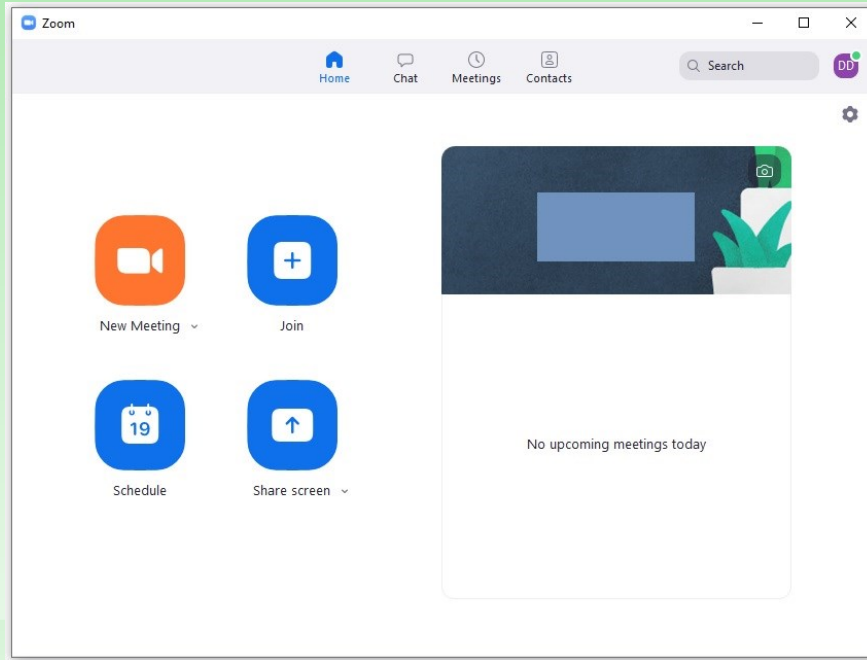 Zoom
Home Chat Meetings Contacts Search DD
New Meeting Join
19
Schedule Share screen
No upcoming meetings today